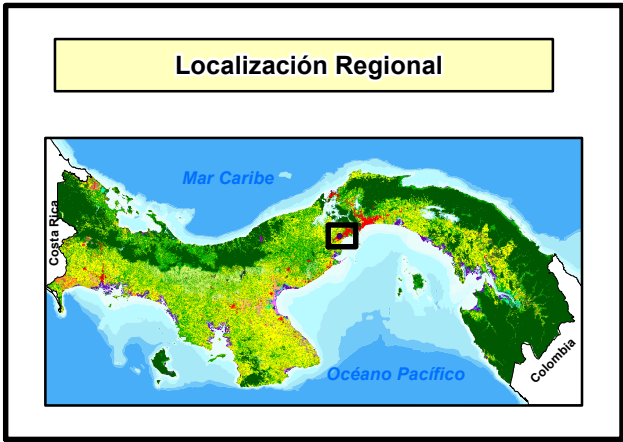 Localización Regional
Mar Caribe
Costa Rica
Océano Pacífico
Colombia